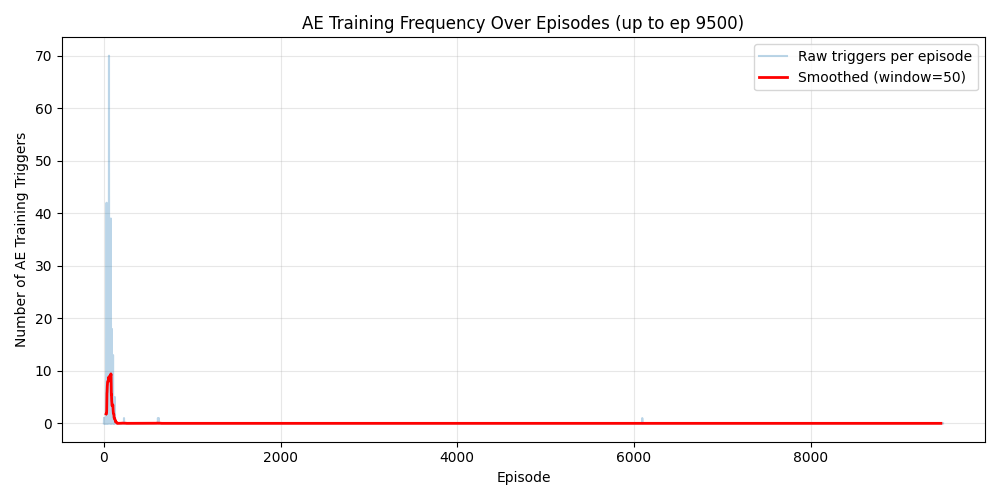 AE Training Frequency Over Episodes (up to ep 9500)
Raw triggers per episode
Smoothed (window=50)
Number of AE Training Triggers
70
60
50
40
30
20
10
0
0 2000 4000 6000 8000
Episode